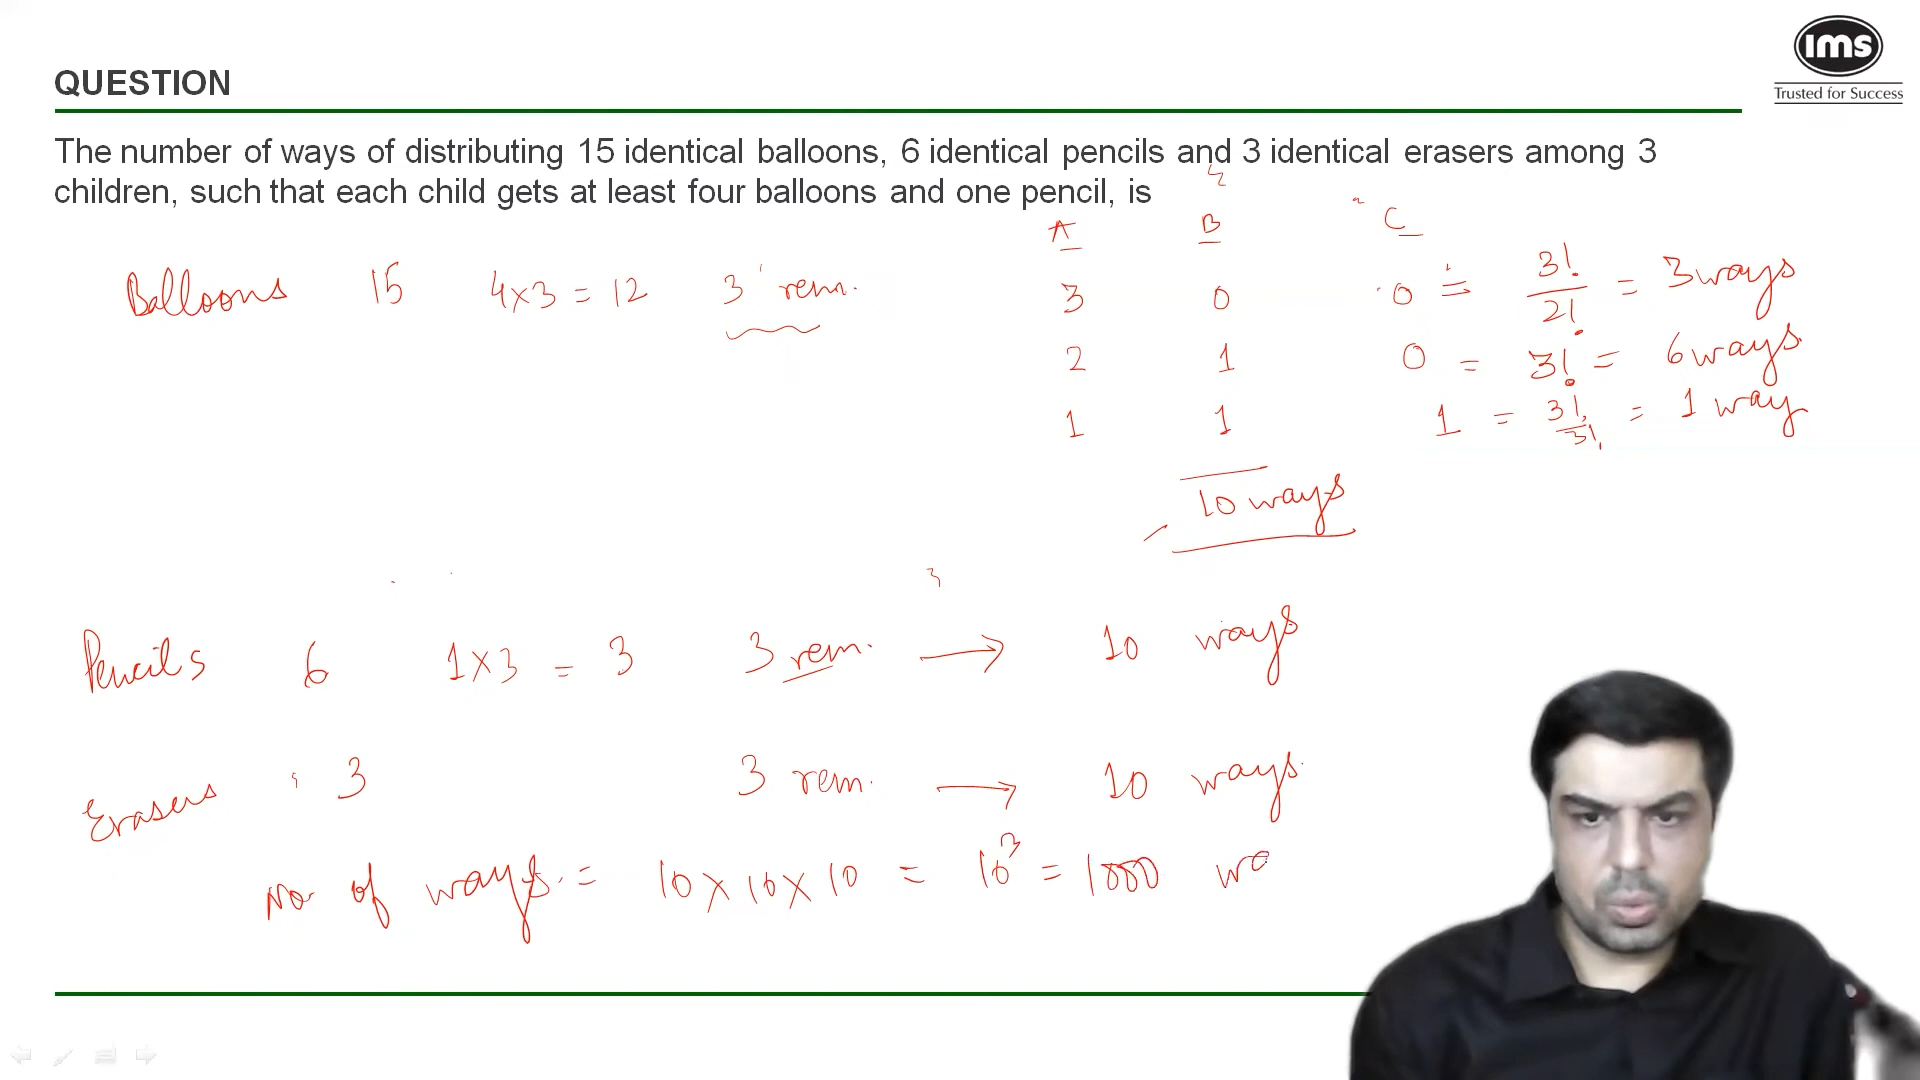 ims
Trusted for Success
QUESTION
The number of ways of distributing 15 identical balloons, 6 identical pencils and 3 identical erasers among 3
children, such that each child gets at least four balloons and one pencil, is
A B C
Balloons 15 4x3 = 12 3 rem.
3 0 0 = 3!/2! = 3 ways
2 1 0 = 3! = 6 ways
1 1 1 = 3!/3! = 1 way
10 ways
Pencils 6 1x3 = 3 3 rem. → 10 ways
Erasers 3 3 rem. → 10 ways.
No of ways. = 10 x 10 x 10 = 10³ = 1000 wa